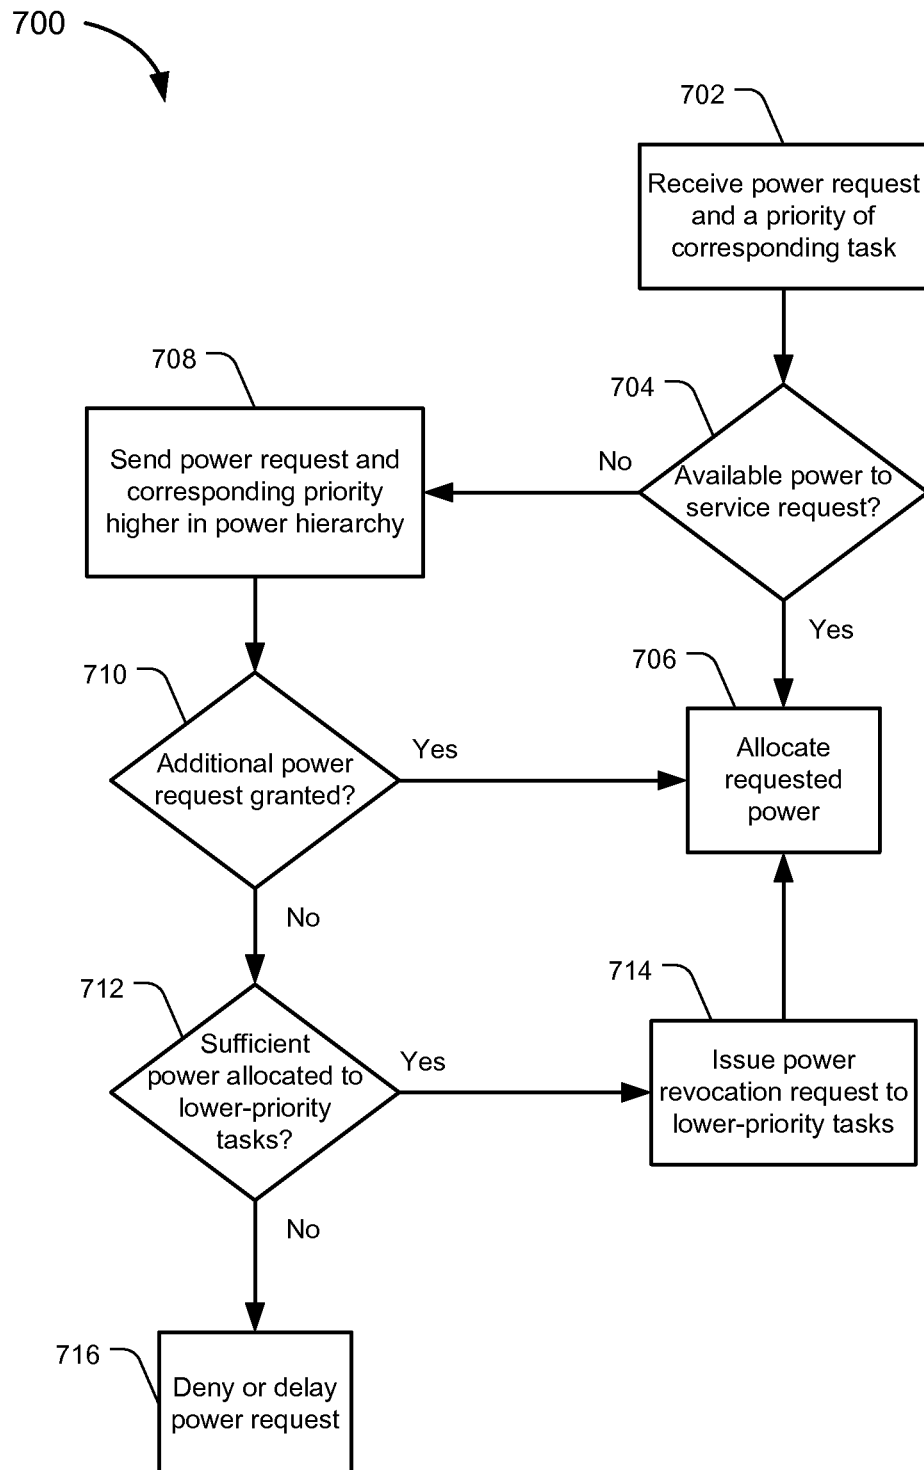 700
702
Receive power request
and a priority of
corresponding task
708
704
Send power request and
corresponding priority
higher in power hierarchy
No
Available power to
service request?
Yes
710
706
Additional power
request granted?
Yes
Allocate
requested
power
No
712
714
Sufficient
power allocated to
lower-priority
tasks?
Yes
Issue power
revocation request to
lower-priority tasks
No
716
Deny or delay
power request